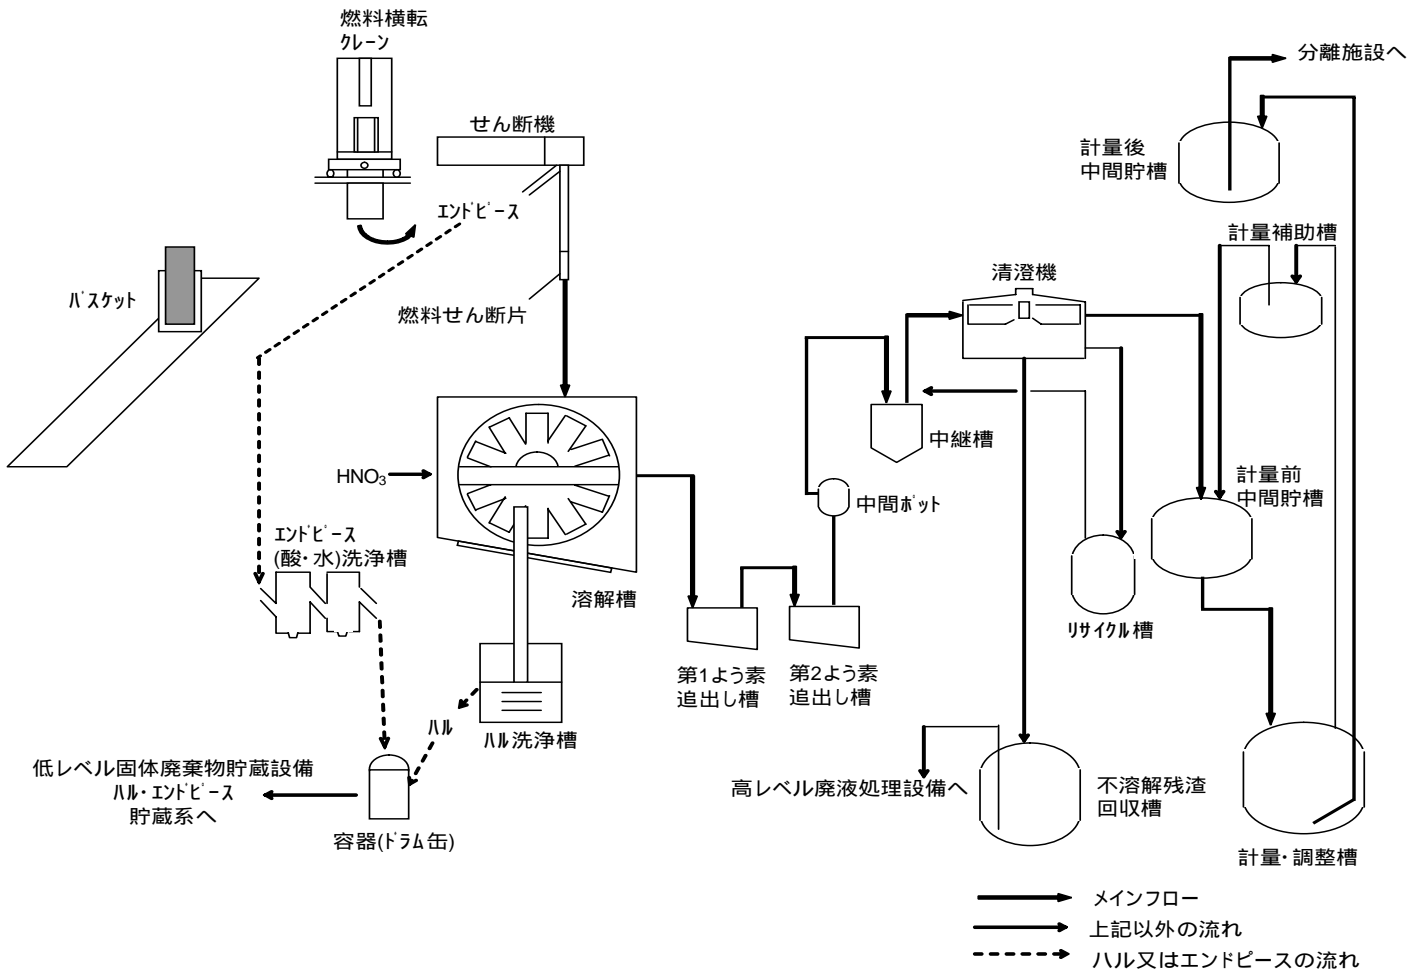 燃料横転
ｸﾚｰﾝ
せん断機
ｴﾝﾄﾞﾋﾟｰｽ
ﾊﾞｽｹｯﾄ
燃料せん断片
HNO₃
溶解槽
ｴﾝﾄﾞﾋﾟｰｽ
(酸・水)洗浄槽
ﾊﾙ
ﾊﾙ洗浄槽
低レベル固体廃棄物貯蔵設備
ﾊﾙ・ｴﾝﾄﾞﾋﾟｰｽ
貯蔵系へ
容器(ﾄﾞﾗﾑ缶)
第1よう素
追出し槽
第2よう素
追出し槽
中間ﾎﾟｯﾄ
中継槽
清澄機
ﾘｻｲｸﾙ槽
高レベル廃液処理設備へ
不溶解残渣
回収槽
分離施設へ
計量後
中間貯槽
計量補助槽
計量前
中間貯槽
計量・調整槽
メインフロー
上記以外の流れ
ハル又はエンドピースの流れ